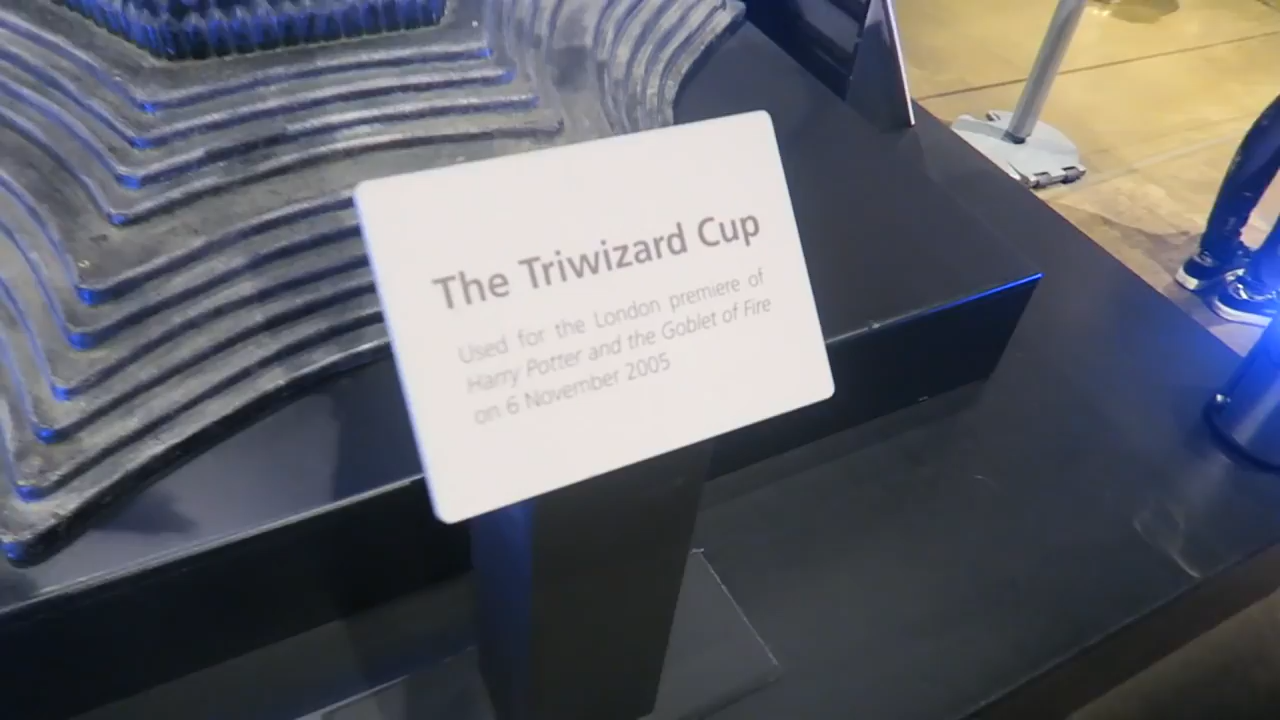 The Triwizard Cup
Used for the London premiere of
Harry Potter and the Goblet of Fire
on 6 November 2005